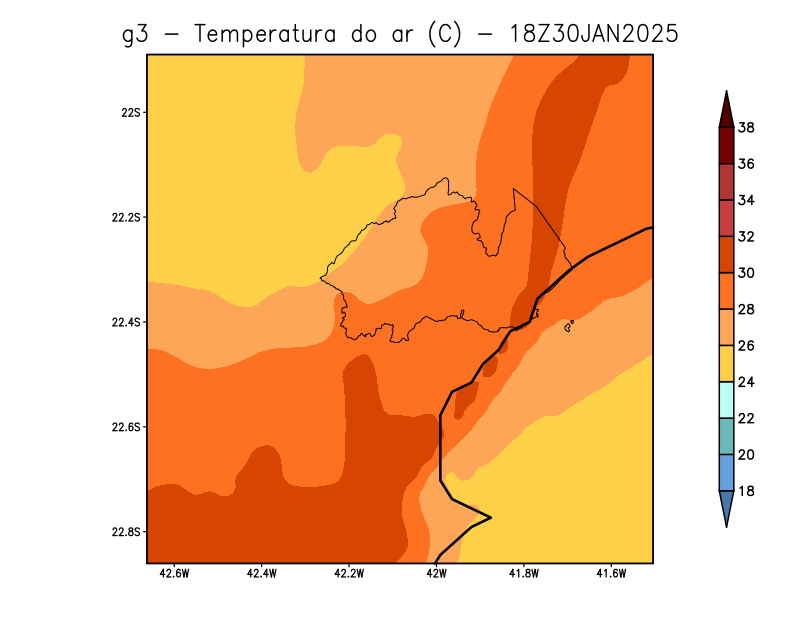 g3 - Temperatura do ar (C) - 18Z30JAN2025
22S
22.2S
22.4S
22.6S
22.8S
42.6W
42.4W
42.2W
42W
41.8W
41.6W
38
36
34
32
30
28
26
24
22
20
18